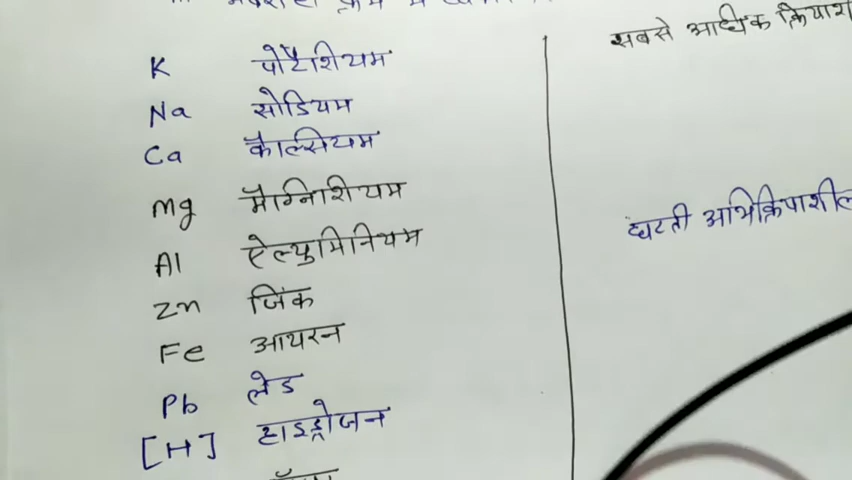 में
सबसे आधिक
K पोटैशियम
Na सोडियम
Ca कैल्सियम
Mg मैग्निशीयम
घटती अभिक्रिपाशील
Al ऐल्युमिनियम
Zn जिंक
Fe आयरन
Pb लेड
[H] हाइड्रोजन